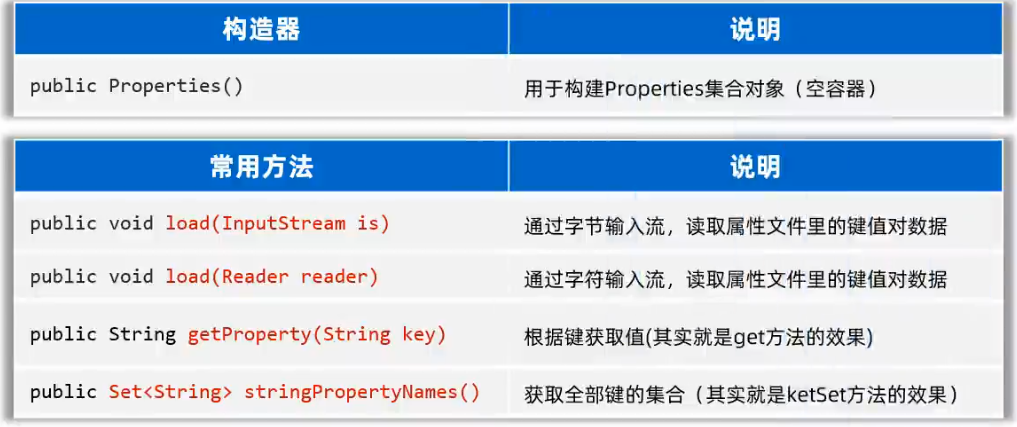 构造器 说明
public Properties() 用于构建Properties集合对象（空容器）
常用方法 说明
public void load(InputStream is) 通过字节输入流，读取属性文件里的键值对数据
public void load(Reader reader) 通过字符输入流，读取属性文件里的键值对数据
public String getProperty(String key) 根据键获取值(其实就是get方法的效果)
public Set<String> stringPropertyNames() 获取全部键的集合（其实就是ketSet方法的效果）